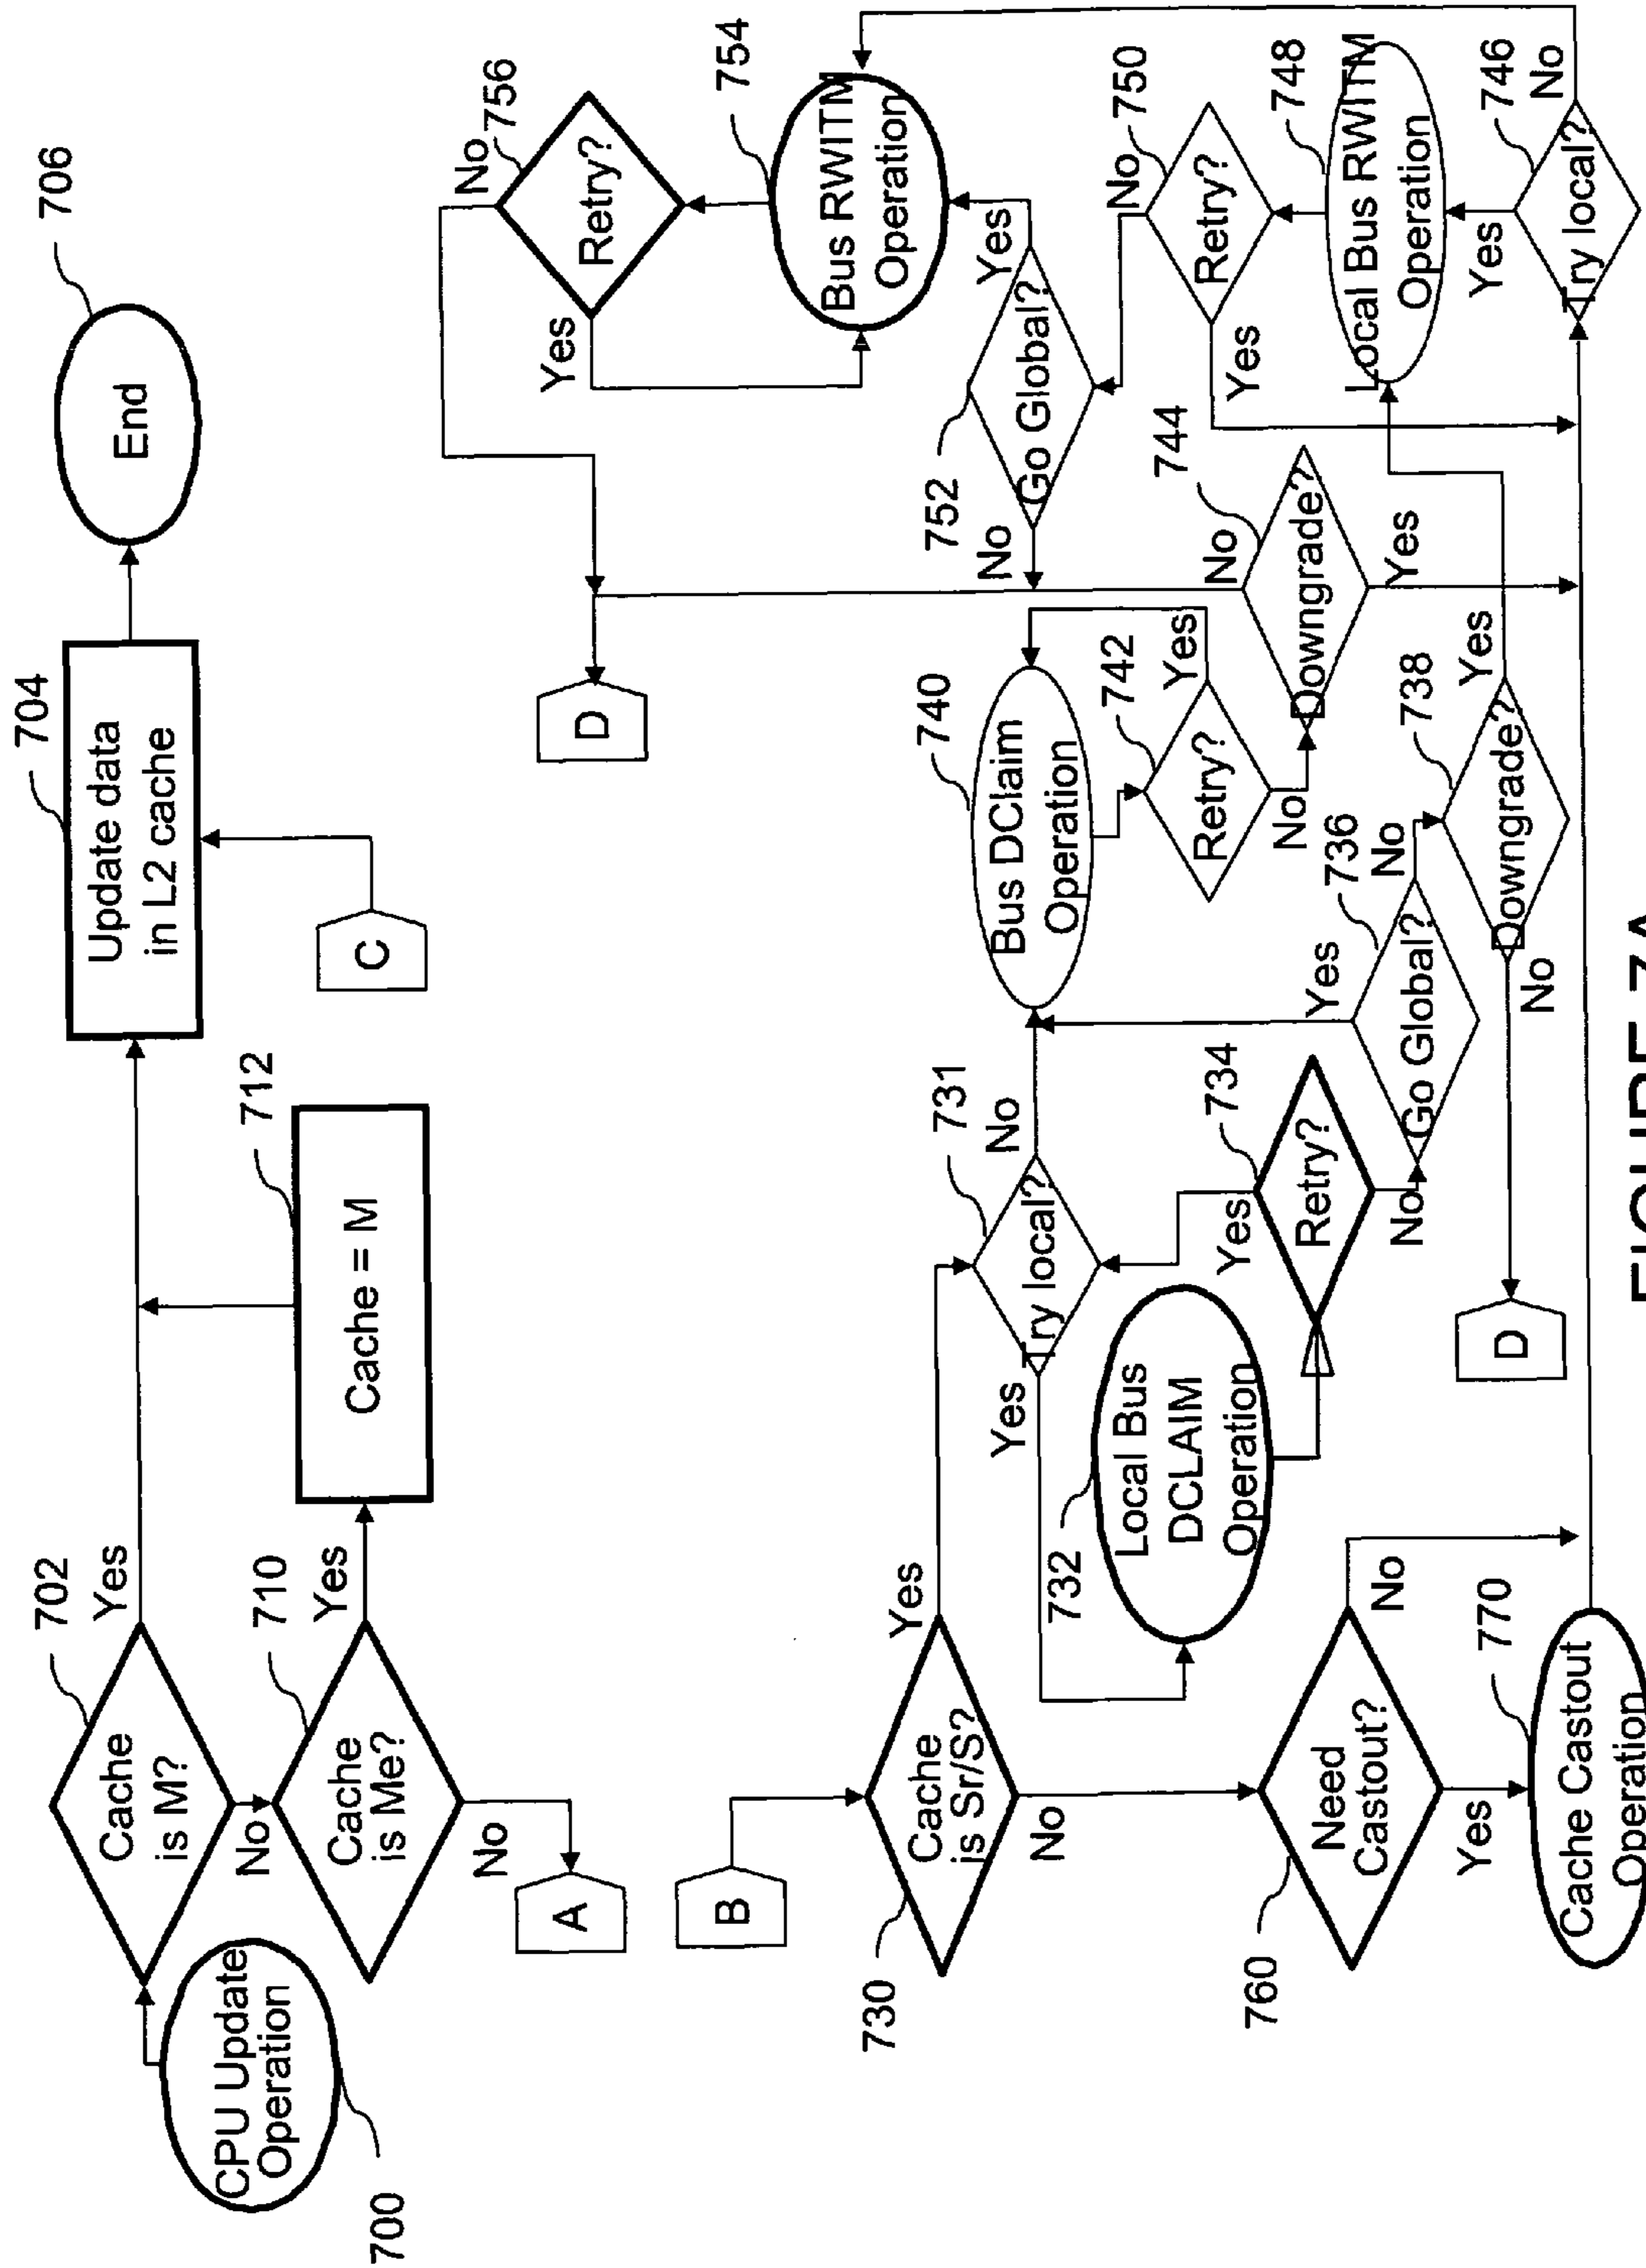 700
CPU Update
Operation
702
Cache
is M?
Yes
No
704
Update data
in L2 cache
706
End
710
Cache
is Me?
Yes
No
712
Cache = M
A
C
B
D
730
Cache
is Sr/S?
Yes
No
731
Try local?
No
Yes
732
Local Bus
DCLAIM
Operation
734
Retry?
Yes
No
736
Go Global?
Yes
No
738
Downgrade?
Yes
No
D
740
Bus DClaim
Operation
742
Retry?
Yes
No
744
Downgrade?
No
Yes
746
Try local?
No
Yes
748
Local Bus RWITM
Operation
750
Retry?
No
Yes
752
Go Global?
Yes
No
754
Bus RWITM
Operation
756
Retry?
No
Yes
760
Need
Castout?
No
Yes
770
Cache Castout
Operation
FIGURE 7A